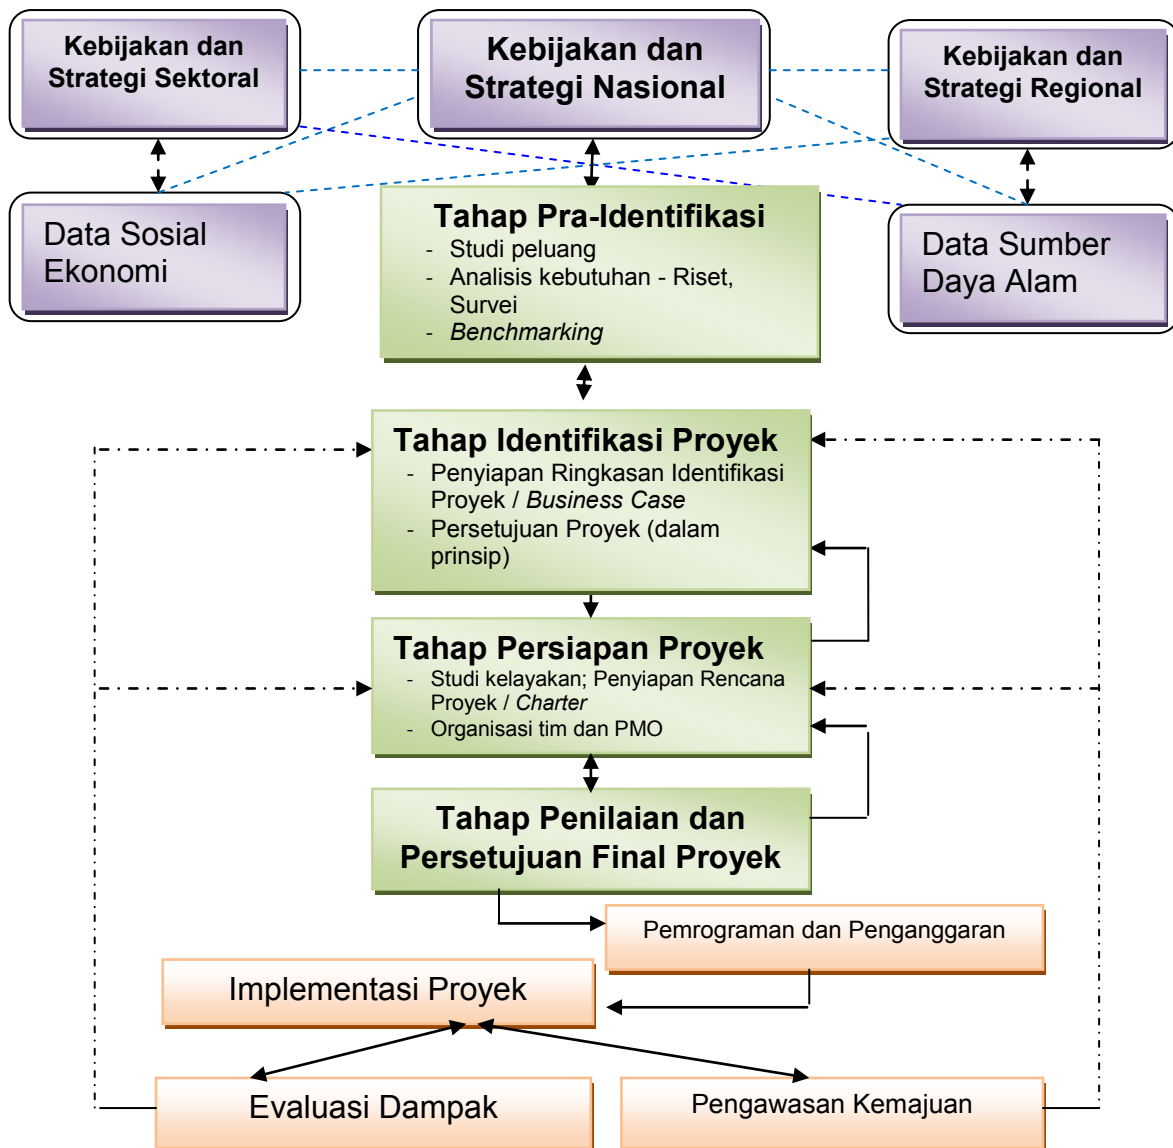 Kebijakan dan
Strategi Sektoral
Kebijakan dan
Strategi Nasional
Kebijakan dan
Strategi Regional
Data Sosial
Ekonomi
Tahap Pra-Identifikasi
- Studi peluang
- Analisis kebutuhan - Riset,
Survei
- Benchmarking
Data Sumber
Daya Alam
Tahap Identifikasi Proyek
- Penyiapan Ringkasan Identifikasi
Proyek / Business Case
- Persetujuan Proyek (dalam
prinsip)
Tahap Persiapan Proyek
- Studi kelayakan; Penyiapan Rencana
Proyek / Charter
- Organisasi tim dan PMO
Tahap Penilaian dan
Persetujuan Final Proyek
Pemrograman dan Penganggaran
Implementasi Proyek
Evaluasi Dampak
Pengawasan Kemajuan